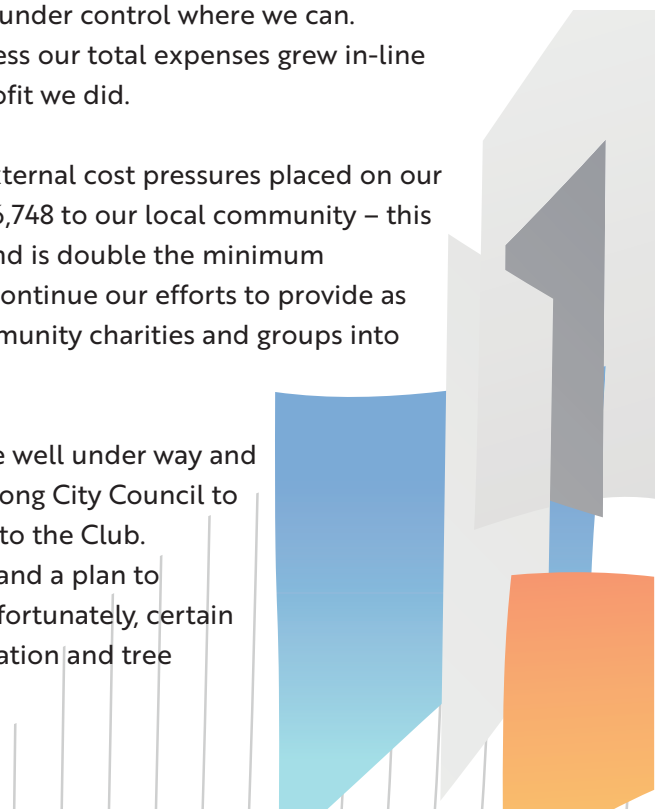 under control where we can.
ess our total expenses grew in-line
ofit we did.
xternal cost pressures placed on our
6,748 to our local community – this
nd is double the minimum
ontinue our efforts to provide as
munity charities and groups into
e well under way and
ong City Council to
to the Club.
and a plan to
fortunately, certain
ation and tree